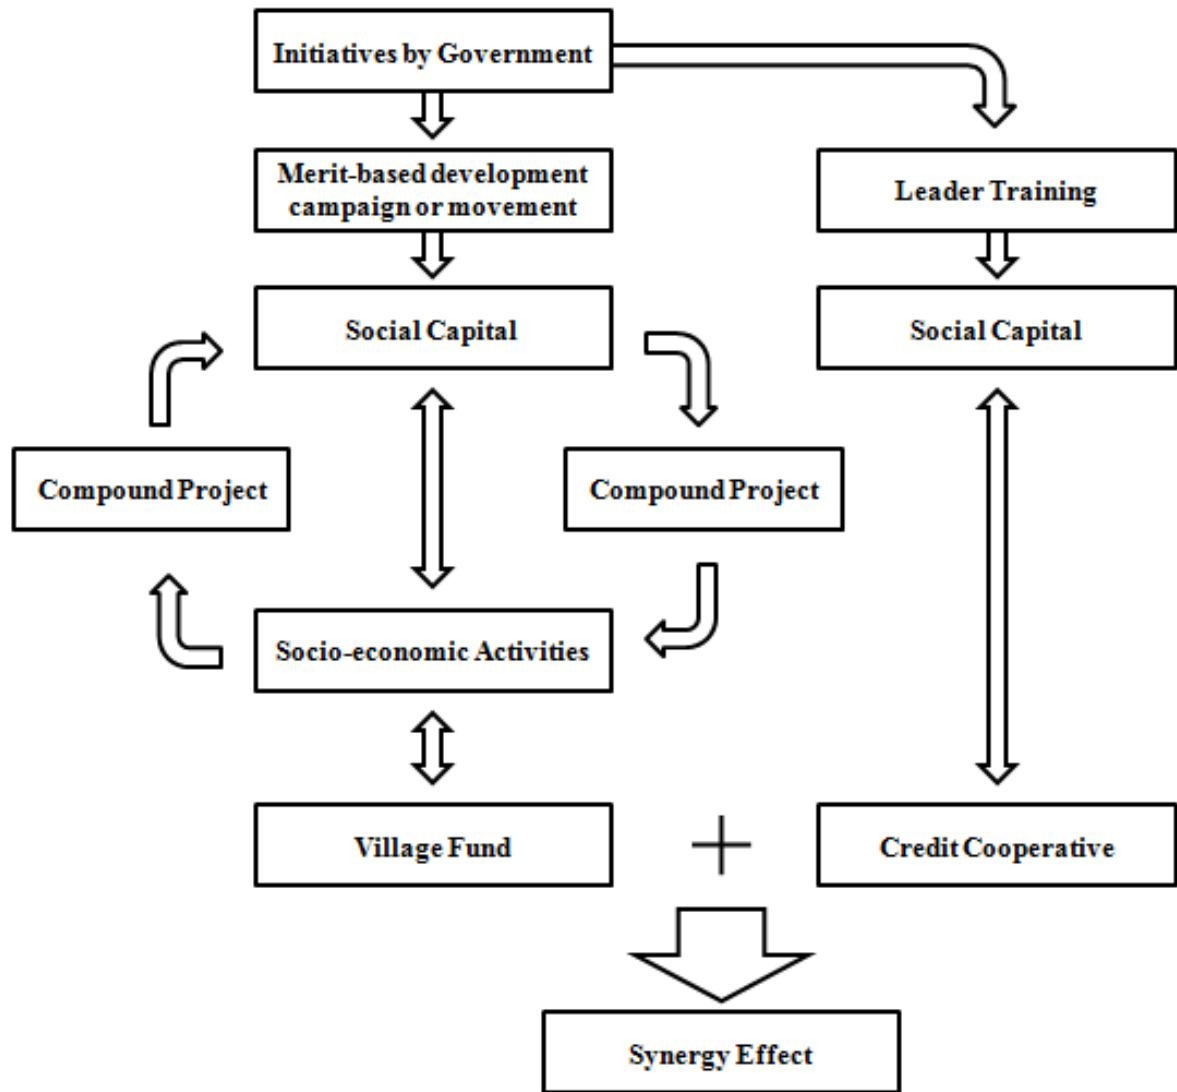 Initiatives by Government
Merit-based development
campaign or movement
Leader Training
Social Capital
Social Capital
Compound Project
Compound Project
Socio-economic Activities
Village Fund
+
Credit Cooperative
Synergy Effect